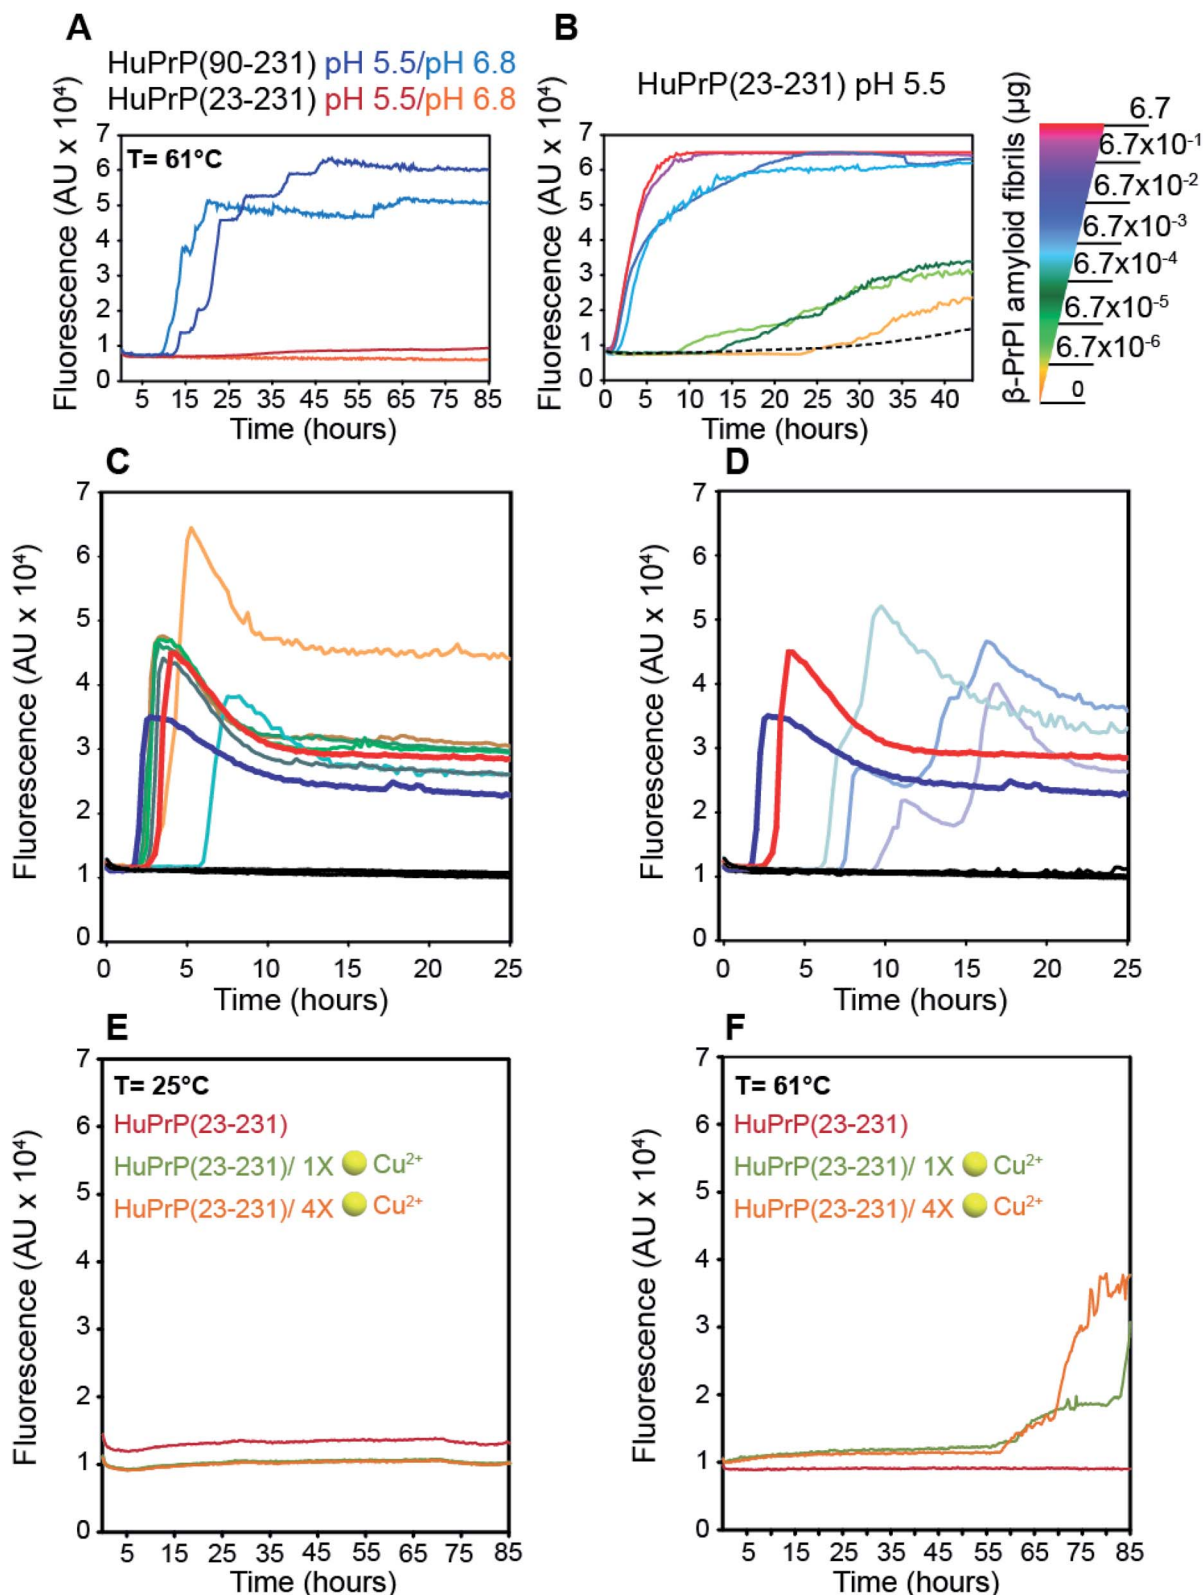 A
HuPrP(90-231) pH 5.5/pH 6.8
HuPrP(23-231) pH 5.5/pH 6.8
T= 61°C
Fluorescence (AU x 10⁴)
7
6
5
4
3
2
1
0
5 15 25 35 45 55 65 75 85
Time (hours)
B
HuPrP(23-231) pH 5.5
Fluorescence (AU x 10⁴)
7
6
5
4
3
2
1
0
0 5 10 20 30 40
Time (hours)
β-PrPI amyloid fibrils (µg)
6.7
6.7x10⁻¹
6.7x10⁻²
6.7x10⁻³
6.7x10⁻⁴
6.7x10⁻⁵
6.7x10⁻⁶
0
C
Fluorescence (AU x 10⁴)
7
6
5
4
3
2
1
0
0 5 10 15 20 25
Time (hours)
D
Fluorescence (AU x 10⁴)
7
6
5
4
3
2
1
0
0 5 10 15 20 25
Time (hours)
E
T= 25°C
HuPrP(23-231)
HuPrP(23-231)/ 1X Cu²⁺
HuPrP(23-231)/ 4X Cu²⁺
Fluorescence (AU x 10⁴)
7
6
5
4
3
2
1
0
5 15 25 35 45 55 65 75 85
Time (hours)
F
T= 61°C
HuPrP(23-231)
HuPrP(23-231)/ 1X Cu²⁺
HuPrP(23-231)/ 4X Cu²⁺
Fluorescence (AU x 10⁴)
7
6
5
4
3
2
1
0
5 15 25 35 45 55 65 75 85
Time (hours)